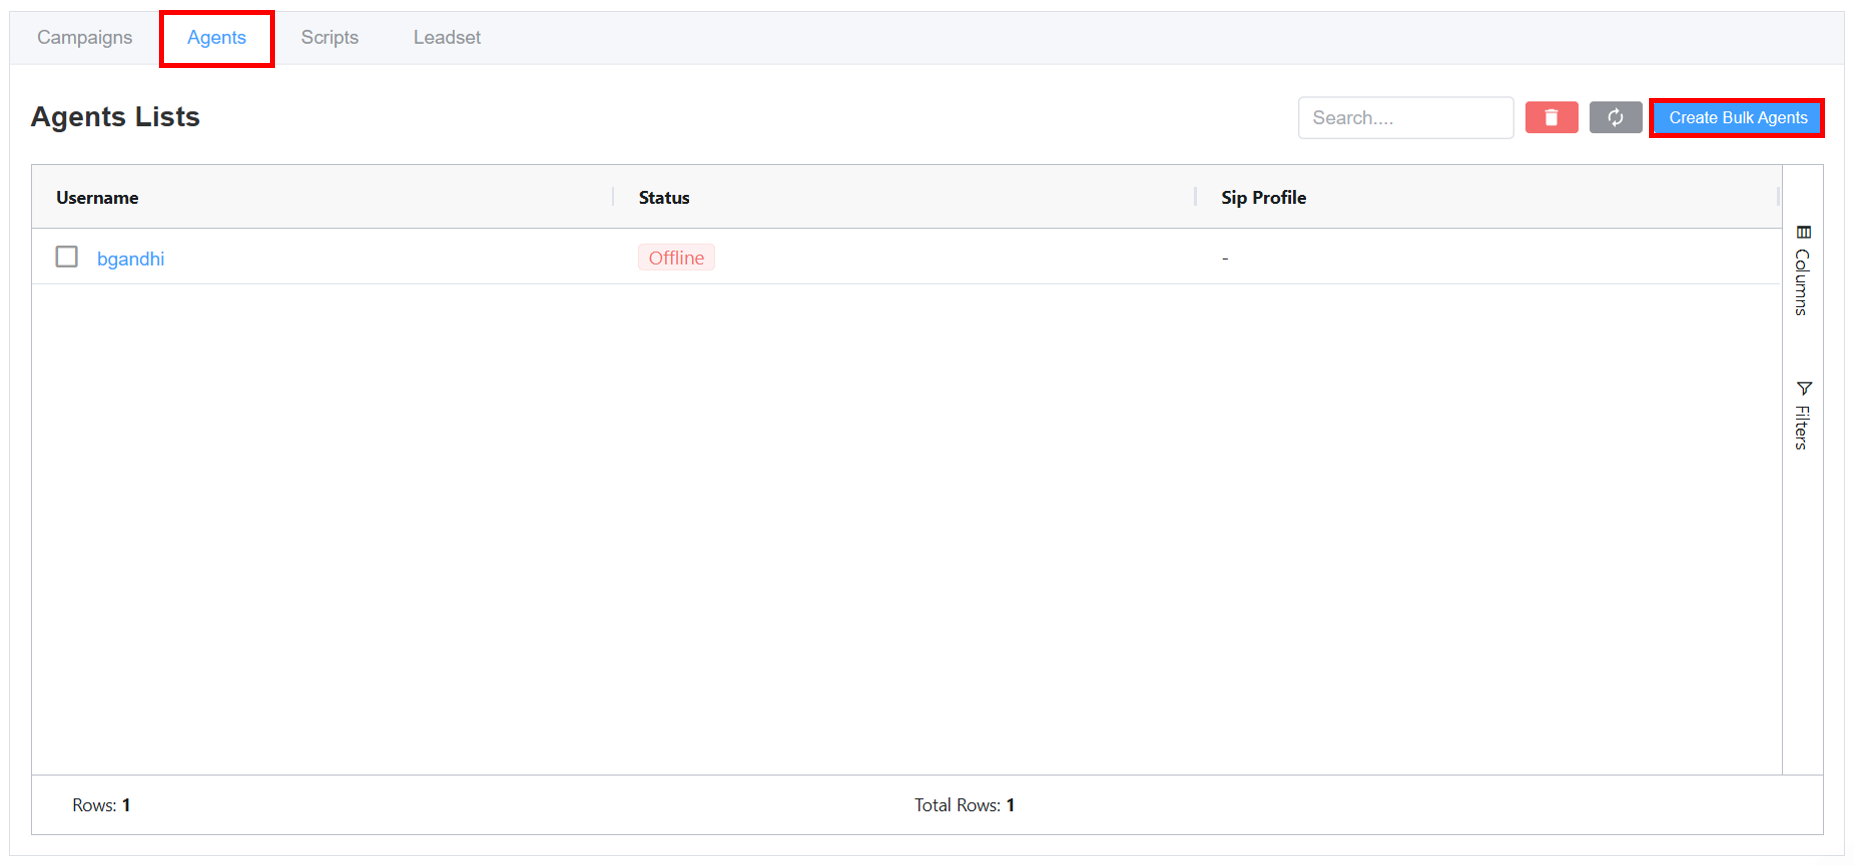 Campaigns Agents Scripts Leadset
Agents Lists Search.... Create Bulk Agents
Username Status Sip Profile
bgandhi Offline -
Columns
Filters
Rows: 1 Total Rows: 1